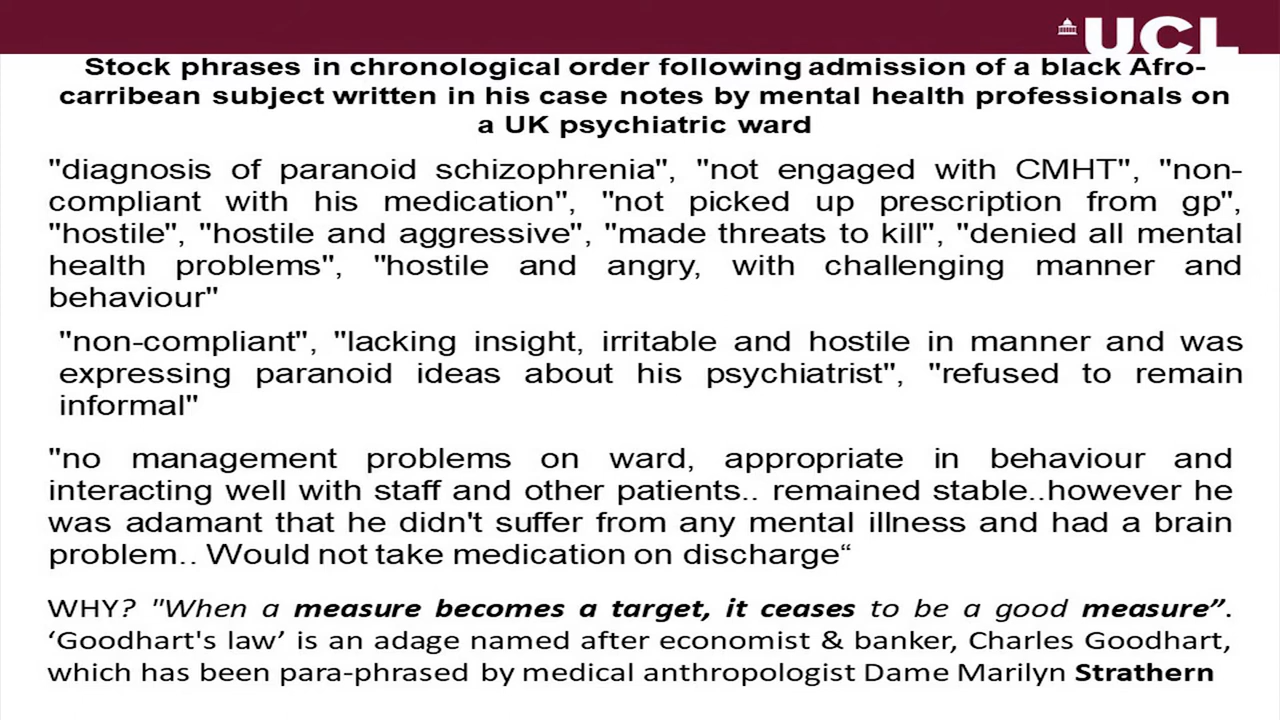 UCL
Stock phrases in chronological order following admission of a black Afro-
carribean subject written in his case notes by mental health professionals on
a UK psychiatric ward
"diagnosis of paranoid schizophrenia", "not engaged with CMHT", "non-
compliant with his medication", "not picked up prescription from gp",
"hostile", "hostile and aggressive", "made threats to kill", "denied all mental
health problems", "hostile and angry, with challenging manner and
behaviour"
"non-compliant", "lacking insight, irritable and hostile in manner and was
expressing paranoid ideas about his psychiatrist", "refused to remain
informal"
"no management problems on ward, appropriate in behaviour and
interacting well with staff and other patients.. remained stable..however he
was adamant that he didn't suffer from any mental illness and had a brain
problem.. Would not take medication on discharge“
WHY? "When a measure becomes a target, it ceases to be a good measure”.
‘Goodhart's law’ is an adage named after economist & banker, Charles Goodhart,
which has been para-phrased by medical anthropologist Dame Marilyn Strathern